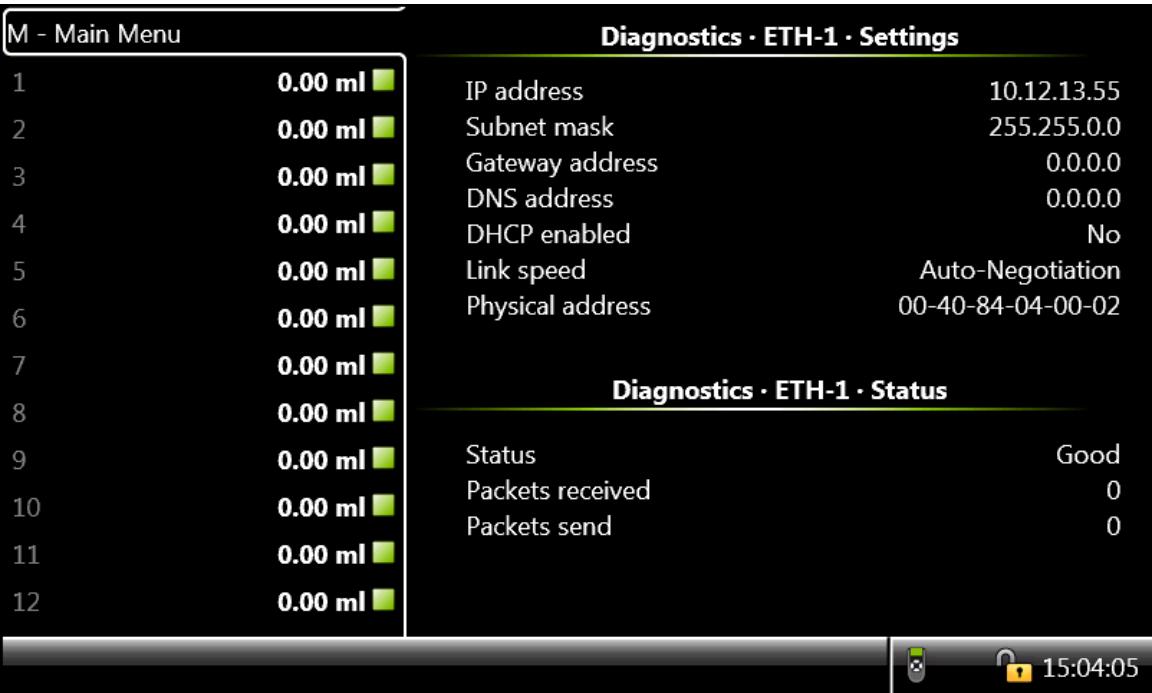 M - Main Menu
1 0.00 ml
2 0.00 ml
3 0.00 ml
4 0.00 ml
5 0.00 ml
6 0.00 ml
7 0.00 ml
8 0.00 ml
9 0.00 ml
10 0.00 ml
11 0.00 ml
12 0.00 ml
Diagnostics · ETH-1 · Settings
IP address 10.12.13.55
Subnet mask 255.255.0.0
Gateway address 0.0.0.0
DNS address 0.0.0.0
DHCP enabled No
Link speed Auto-Negotiation
Physical address 00-40-84-04-00-02
Diagnostics · ETH-1 · Status
Status Good
Packets received 0
Packets send 0
15:04:05